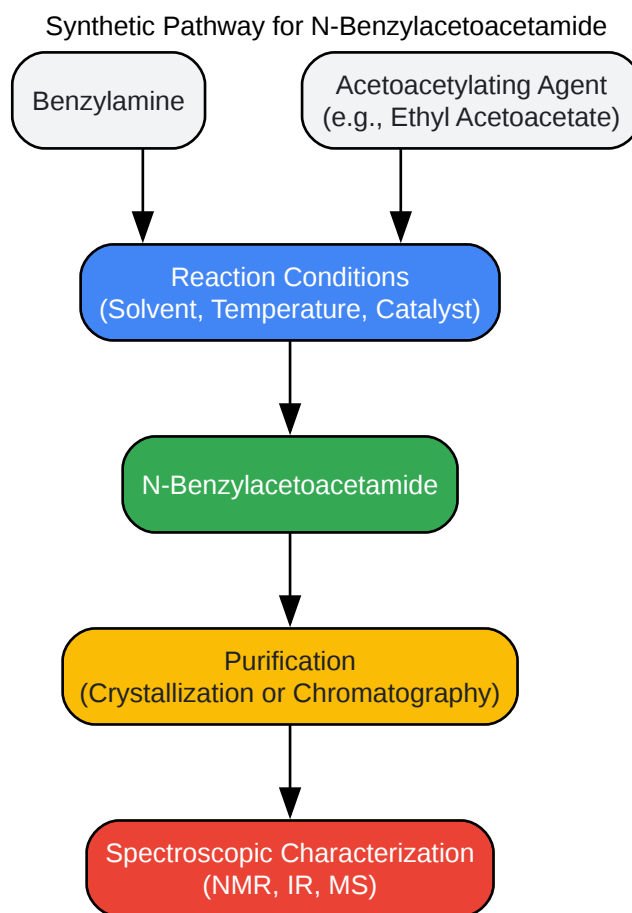 Synthetic Pathway for N-Benzylacetoacetamide
Benzylamine
Acetoacetylating Agent
(e.g., Ethyl Acetoacetate)
Reaction Conditions
(Solvent, Temperature, Catalyst)
N-Benzylacetoacetamide
Purification
(Crystallization or Chromatography)
Spectroscopic Characterization
(NMR, IR, MS)